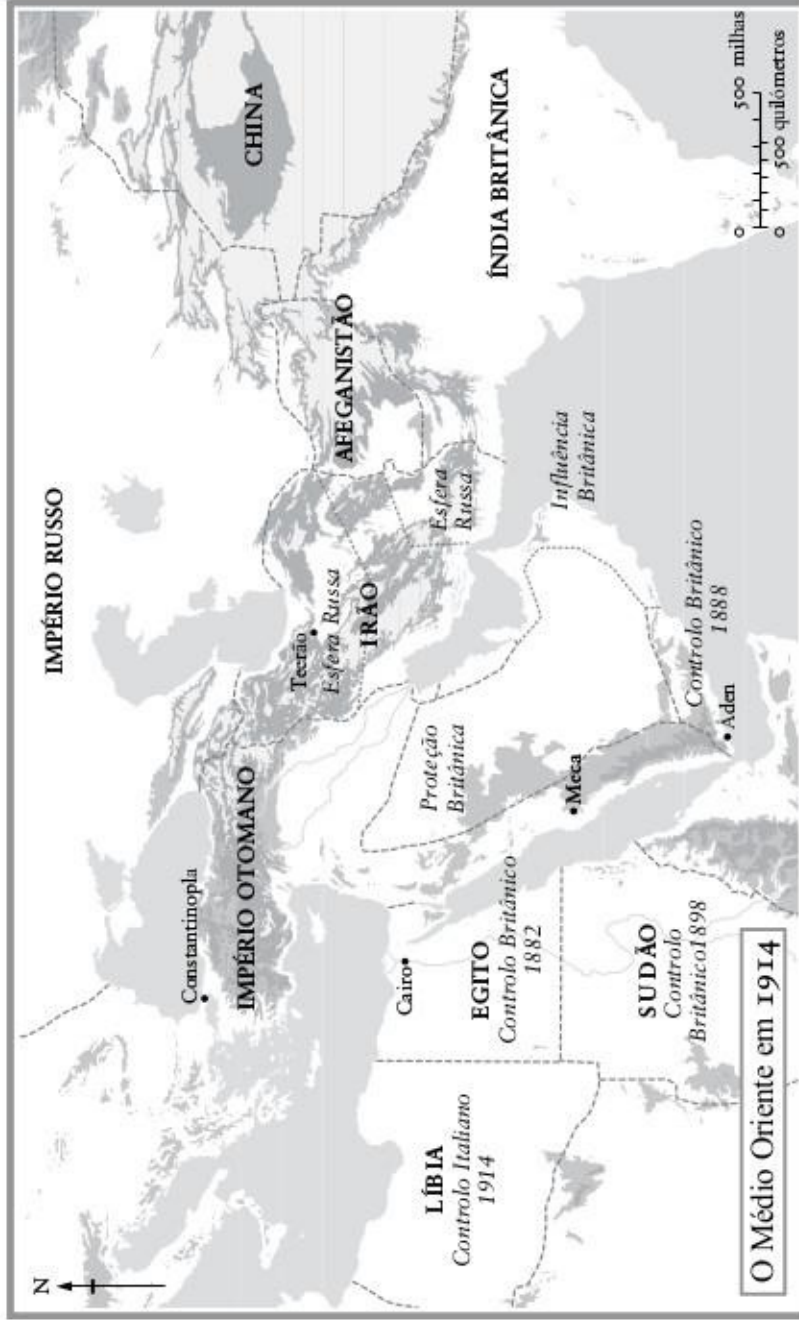 N
IMPÉRIO RUSSO
Constantinopla
IMPÉRIO OTOMANO
Teerão
Esfera Russa
IRÃO
AFEGANISTÃO
CHINA
Esfera
Russa
ÍNDIA BRITÂNICA
Influência
Britânica
Proteção
Britânica
Meca
Controlo Britânico
1888
Aden
Cairo
EGITO
Controlo Britânico
1882
LÍBIA
Controlo Italiano
1914
SUDÃO
Controlo
Britânico1898
O Médio Oriente em 1914
0 500 milhas
0 500 quilómetros